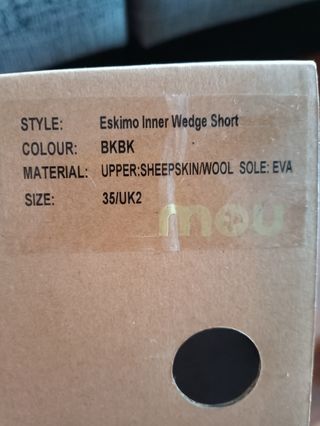 STYLE: Eskimo Inner Wedge Short
COLOUR: BKBK
MATERIAL: UPPER:SHEEPSKIN/WOOL SOLE: EVA
SIZE: 35/UK2
mou